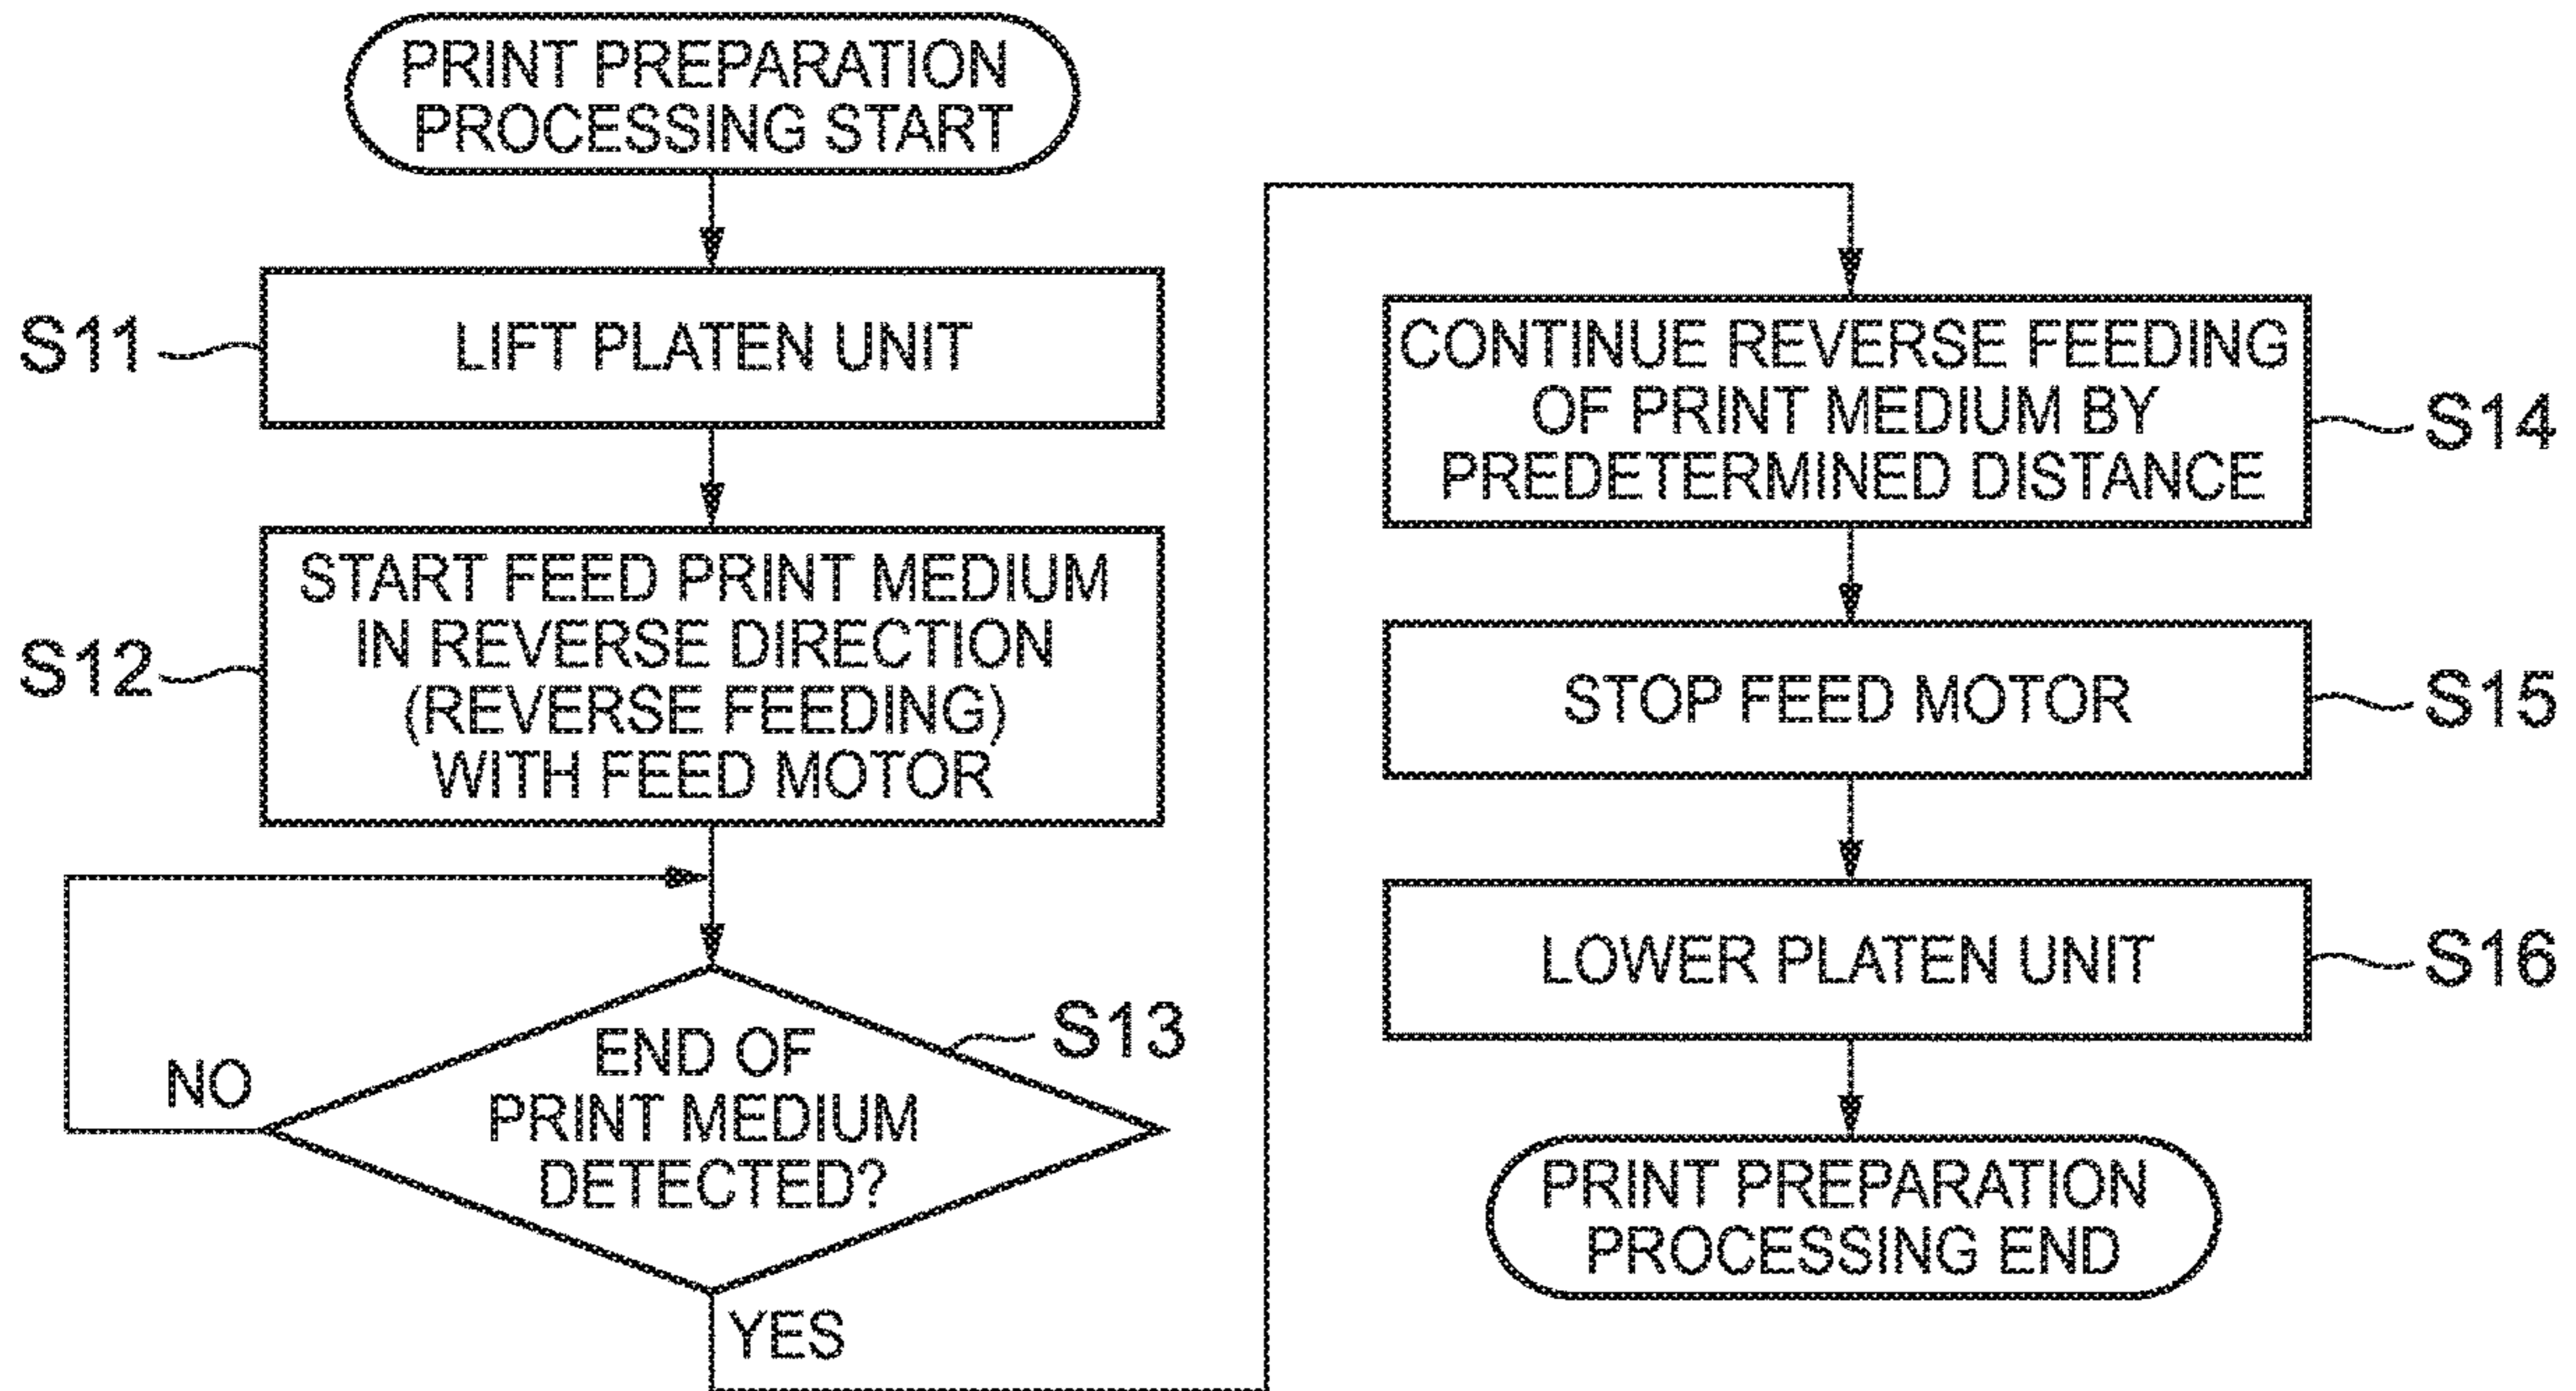 PRINT PREPARATION
PROCESSING START
S11
LIFT PLATEN UNIT
S12
START FEED PRINT MEDIUM
IN REVERSE DIRECTION
(REVERSE FEEDING)
WITH FEED MOTOR
S13
END OF
PRINT MEDIUM
DETECTED?
NO
YES
CONTINUE REVERSE FEEDING
OF PRINT MEDIUM BY
PREDETERMINED DISTANCE
S14
STOP FEED MOTOR
S15
LOWER PLATEN UNIT
S16
PRINT PREPARATION
PROCESSING END